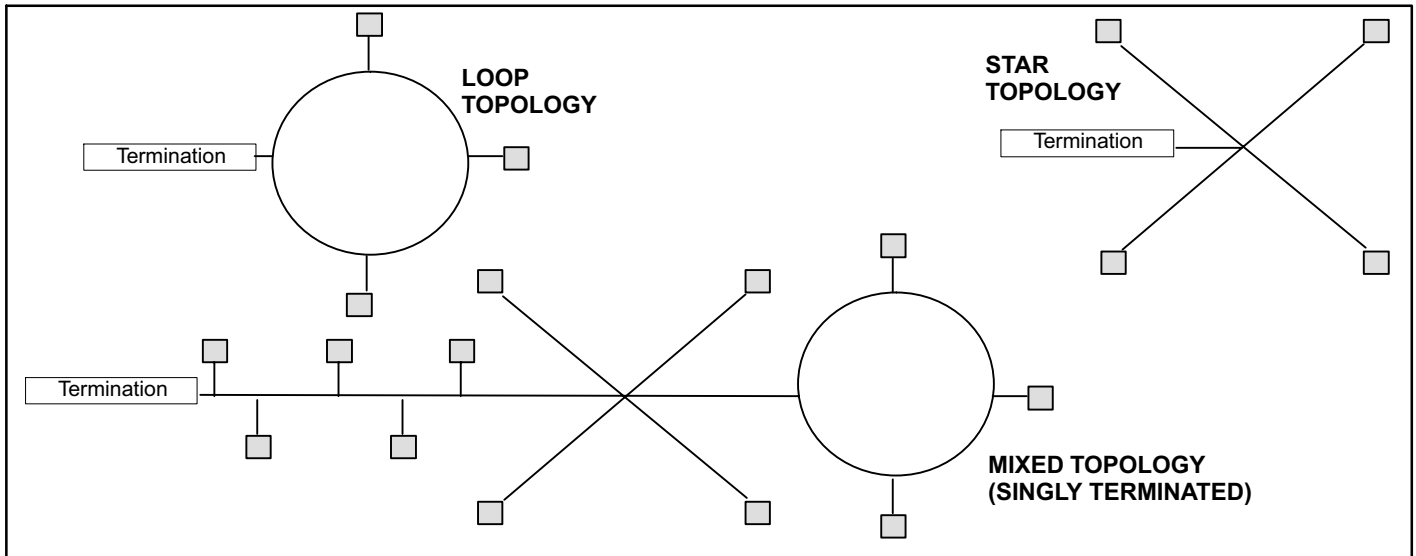 LOOP
TOPOLOGY
Termination
STAR
TOPOLOGY
Termination
Termination
MIXED TOPOLOGY
(SINGLY TERMINATED)